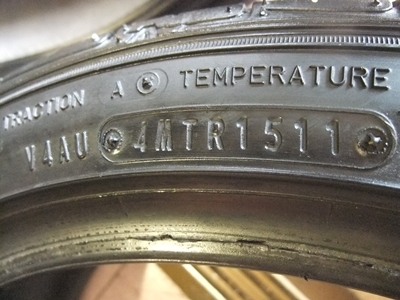 TRACTION A TEMPERATURE
V4AU 4MTR1511